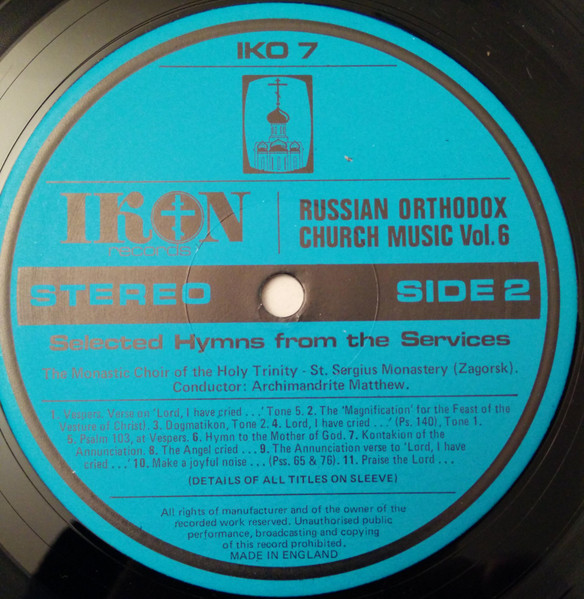 IKO 7
IKON
records
RUSSIAN ORTHODOX
CHURCH MUSIC Vol. 6
STEREO
SIDE 2
Selected Hymns from the Services
The Monastic Choir of the Holy Trinity - St. Sergius Monastery (Zagorsk).
Conductor: Archimandrite Matthew.
1. Vespers. Verse on 'Lord, I have cried . . .' Tone 5. 2. The 'Magnification' for the Feast of the
Vesture of Christ). 3. Dogmatikon, Tone 2. 4. Lord, I have cried . . .' (Ps. 140), Tone 1.
5. Psalm 103, at Vespers. 6. Hymn to the Mother of God. 7. Kontakion of the
Annunciation. 8. The Angel cried . . . 9. The Annunciation verse to 'Lord, I have
cried . . .' 10. Make a joyful noise . . . (Pss. 65 & 76). 11. Praise the Lord . . .
(DETAILS OF ALL TITLES ON SLEEVE)
All rights of manufacturer and of the owner of the
recorded work reserved. Unauthorised public
performance, broadcasting and copying
of this record prohibited.
MADE IN ENGLAND